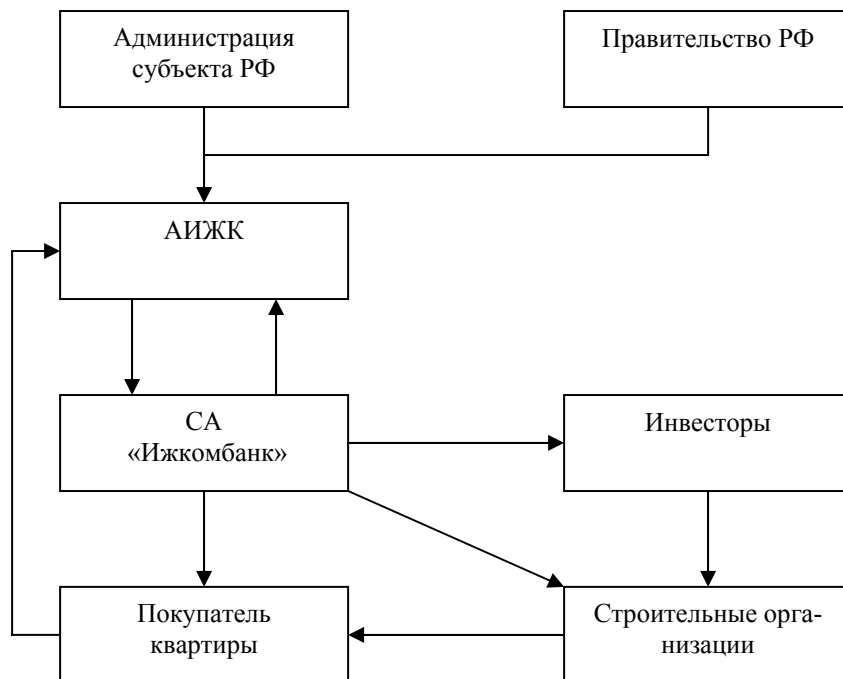 Администрация
субъекта РФ
Правительство РФ
АИЖК
СА
«Ижкомбанк»
Инвесторы
Покупатель
квартиры
Строительные орга-
низации